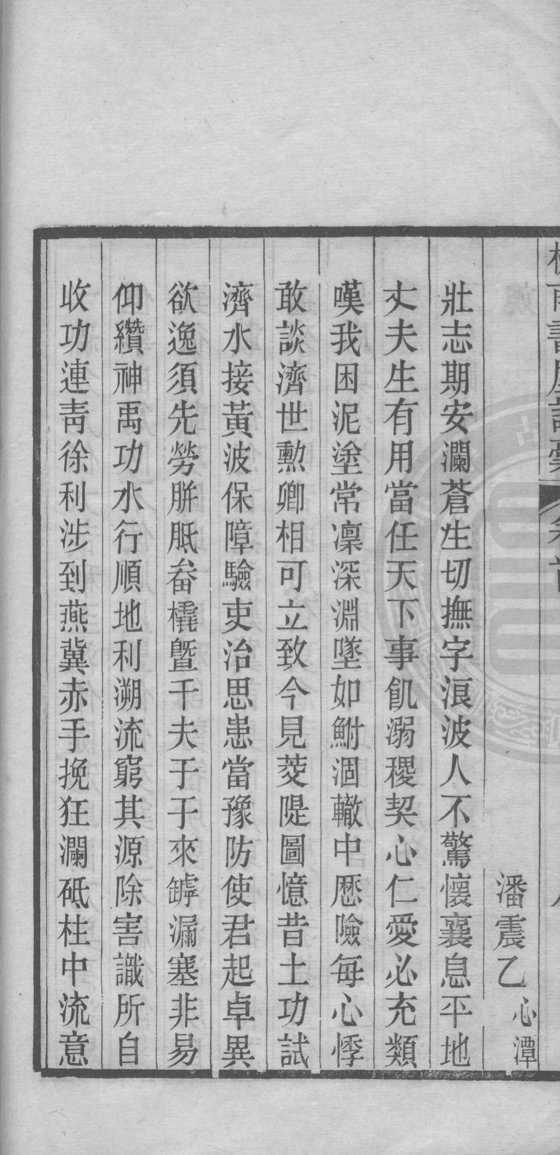 潘震乙心潭
壯志期安瀾蒼生切撫字浪波人不驚懷襄息平地
丈夫生有用當任天下事飢溺稷契心仁愛必充類
嘆我困泥塗常凜深淵墜如鮒涸轍中歷險每心悸
敢談濟世勲卿相可立致今見茭隄圖憶昔土功試
濟水接黃波保障驗吏治思患當豫防使君起卓異
欲逸須先勞胼胝畚橇曁千夫于于來罅漏塞非易
仰纘神禹功水行順地利溯流窮其源除害識所自
收功連靑徐利涉到燕冀赤手挽狂瀾砥柱中流意